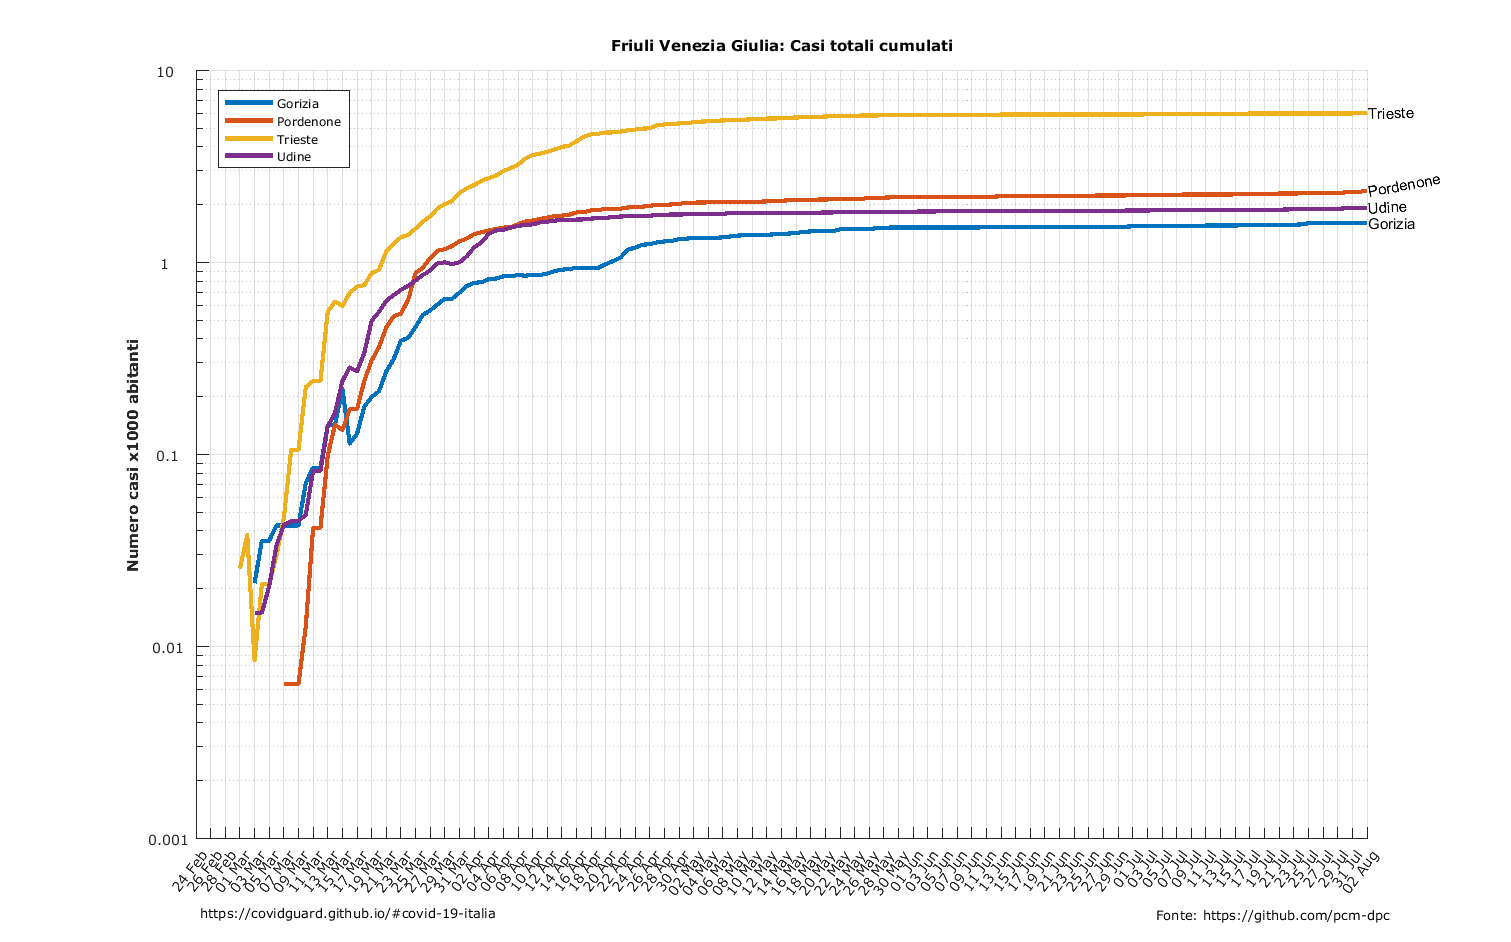 Friuli Venezia Giulia: Casi totali cumulati
10
1
0.1
0.01
0.001
Numero casi x1000 abitanti
Gorizia
Pordenone
Trieste
Udine
Trieste
Pordenone
Udine
Gorizia
24 Feb
26 Feb
28 Feb
01 Mar
03 Mar
05 Mar
07 Mar
09 Mar
11 Mar
13 Mar
15 Mar
17 Mar
19 Mar
21 Mar
23 Mar
25 Mar
27 Mar
29 Mar
31 Mar
02 Apr
04 Apr
06 Apr
08 Apr
10 Apr
12 Apr
14 Apr
16 Apr
18 Apr
20 Apr
22 Apr
24 Apr
26 Apr
28 Apr
30 Apr
02 May
04 May
06 May
08 May
10 May
12 May
14 May
16 May
18 May
20 May
22 May
24 May
26 May
28 May
30 May
01 Jun
03 Jun
05 Jun
07 Jun
09 Jun
11 Jun
13 Jun
15 Jun
17 Jun
19 Jun
21 Jun
23 Jun
25 Jun
27 Jun
29 Jun
01 Jul
03 Jul
05 Jul
07 Jul
09 Jul
11 Jul
13 Jul
15 Jul
17 Jul
19 Jul
21 Jul
23 Jul
25 Jul
27 Jul
29 Jul
31 Jul
02 Aug
https://covidguard.github.io/#covid-19-italia
Fonte: https://github.com/pcm-dpc